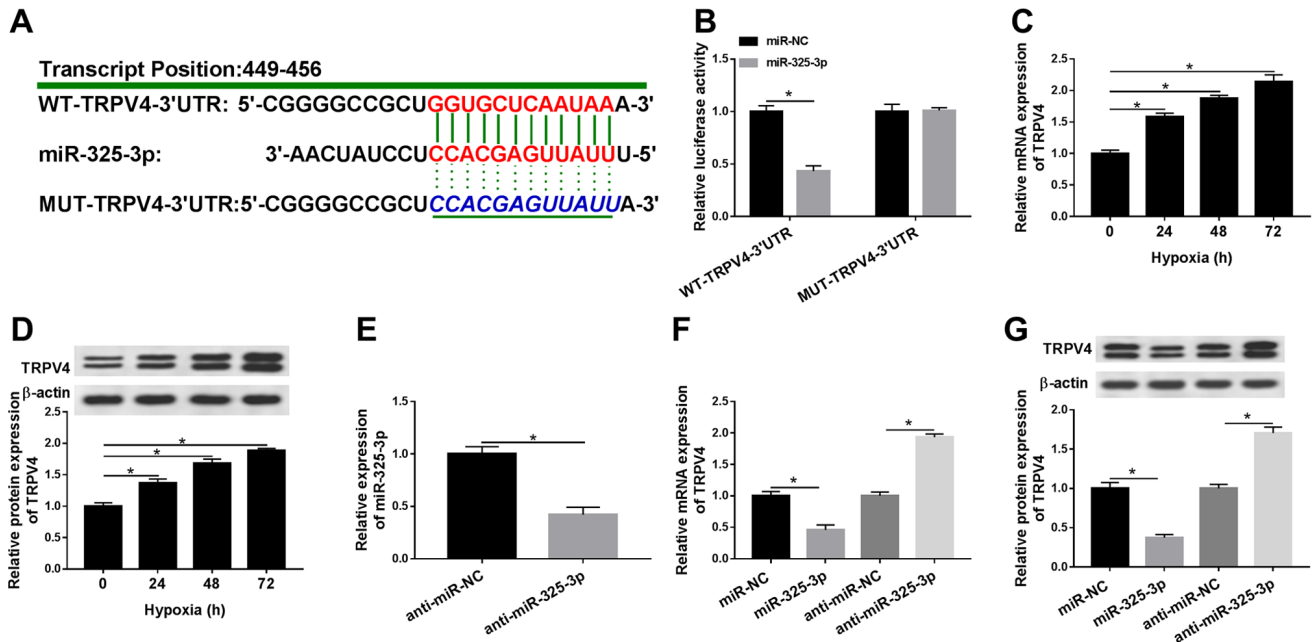 A
Transcript Position:449-456
WT-TRPV4-3'UTR: 5'-CGGGGCCGCUGGUGCUCAAUAAA-3'
miR-325-3p: 3'-AACUAUCCUCCACGAGUUAUUU-5'
MUT-TRPV4-3'UTR:5'-CGGGGCCGCUCCACGAGUUAUUA-3'
B
miR-NC
miR-325-3p
Relative luciferase activity
1.5
1.0
0.5
0.0
*
WT-TRPV4-3'UTR
MUT-TRPV4-3'UTR
C
Relative mRNA expression
of TRPV4
2.5
2.0
1.5
1.0
0.5
0.0
*
*
*
0 24 48 72
Hypoxia (h)
D
TRPV4
β-actin
Relative protein expression
of TRPV4
2.5
2.0
1.5
1.0
0.5
0.0
*
*
*
0 24 48 72
Hypoxia (h)
E
Relative expression
of miR-325-3p
1.5
1.0
0.5
0.0
*
anti-miR-NC
anti-miR-325-3p
F
Relative mRNA expression
of TRPV4
2.5
2.0
1.5
1.0
0.5
0.0
*
*
miR-NC
miR-325-3p
anti-miR-NC
anti-miR-325-3p
G
TRPV4
β-actin
Relative protein expression
of TRPV4
2.0
1.5
1.0
0.5
0.0
*
*
miR-NC
miR-325-3p
anti-miR-NC
anti-miR-325-3p